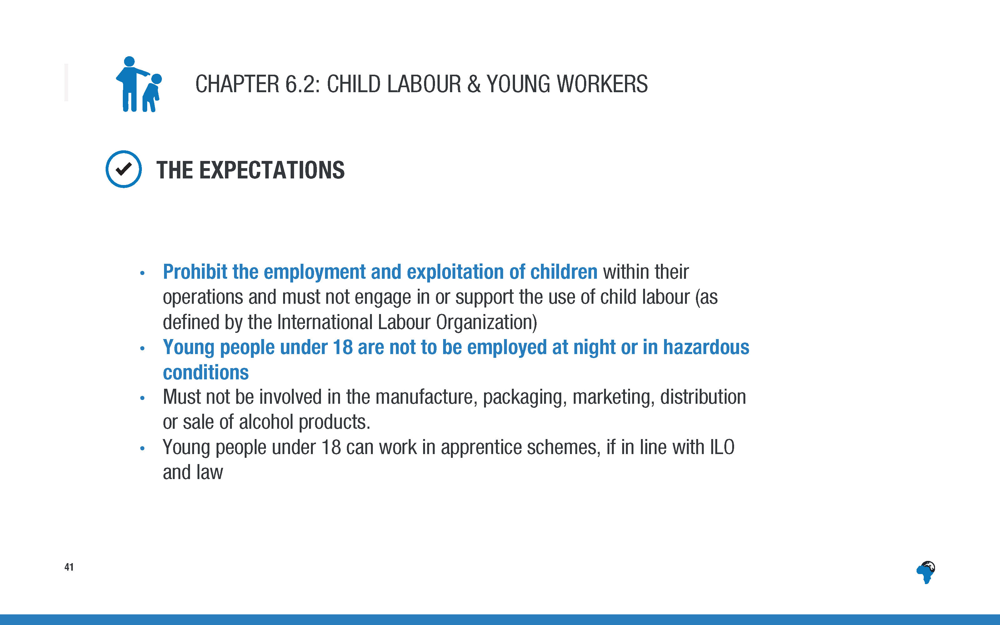 CHAPTER 6.2: CHILD LABOUR & YOUNG WORKERS
THE EXPECTATIONS
• Prohibit the employment and exploitation of children within their
operations and must not engage in or support the use of child labour (as
defined by the International Labour Organization)
• Young people under 18 are not to be employed at night or in hazardous
conditions
• Must not be involved in the manufacture, packaging, marketing, distribution
or sale of alcohol products.
• Young people under 18 can work in apprentice schemes, if in line with ILO
and law
41